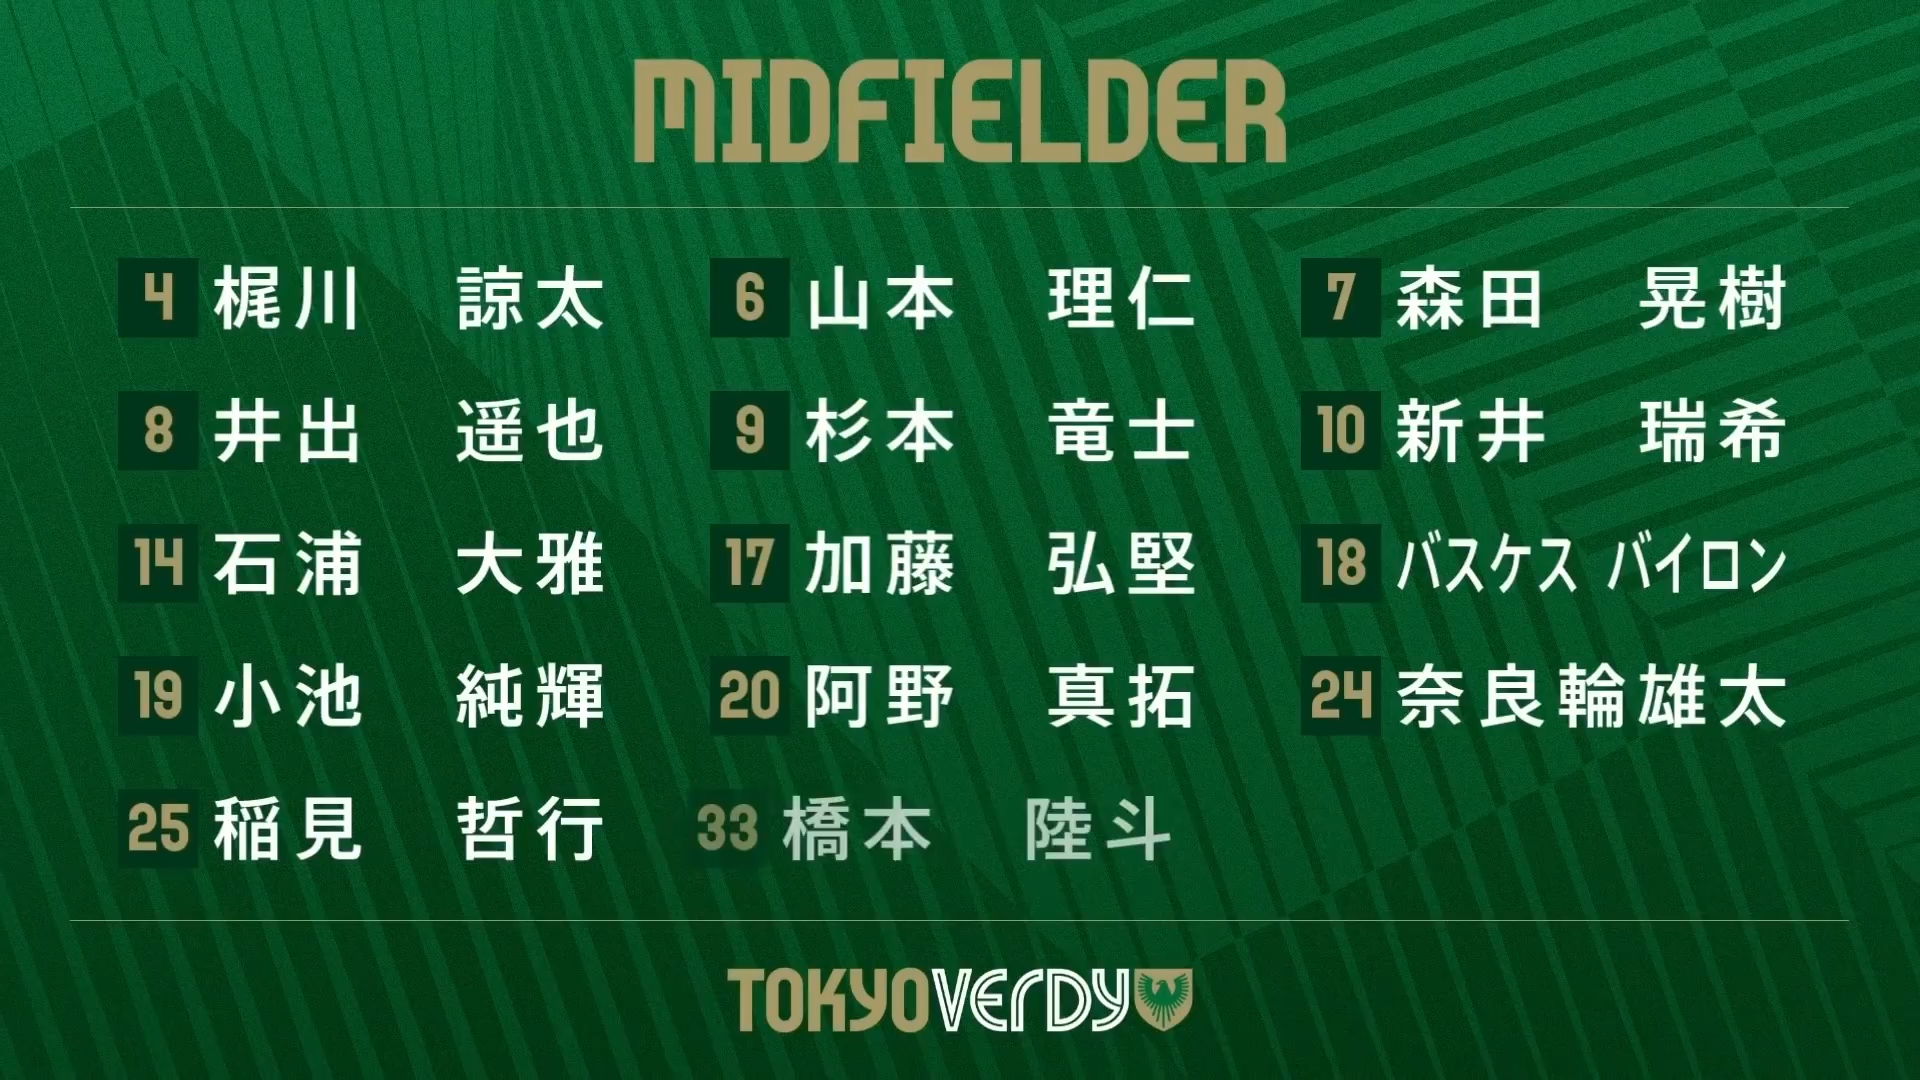 MIDFIELDER
4 梶川 諒太 6 山本 理仁 7 森田 晃樹
8 井出 遥也 9 杉本 竜士 10 新井 瑞希
14 石浦 大雅 17 加藤 弘堅 18 バスケス バイロン
19 小池 純輝 20 阿野 真拓 24 奈良輪雄太
25 稲見 哲行 33 橋本 陸斗
TOKYO VERDY